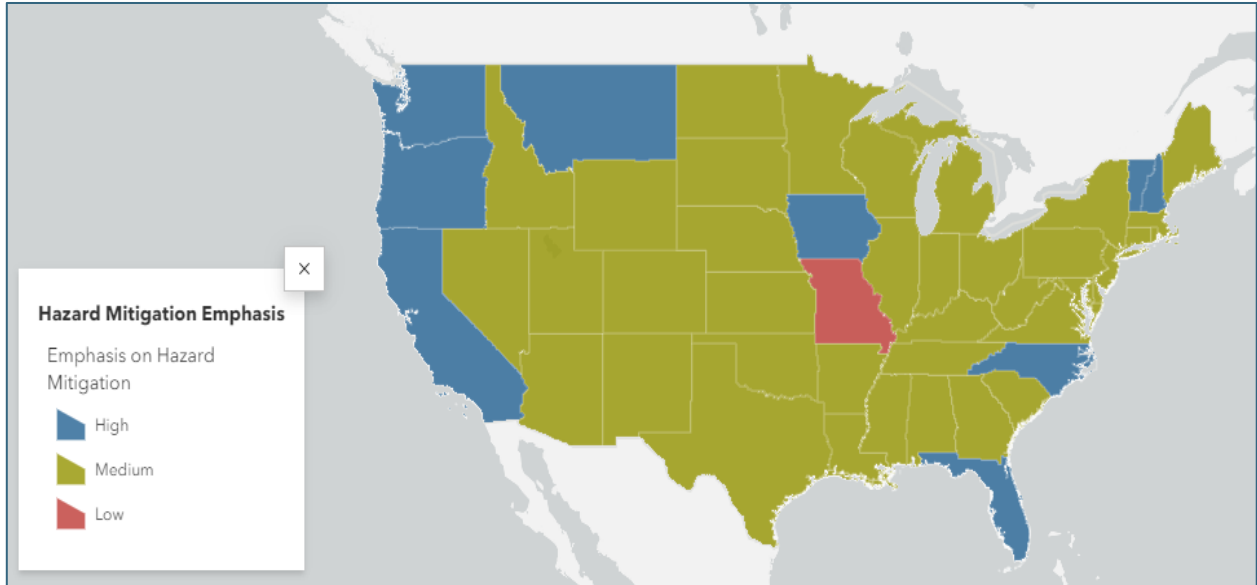 Hazard Mitigation Emphasis
Emphasis on Hazard
Mitigation
High
Medium
Low